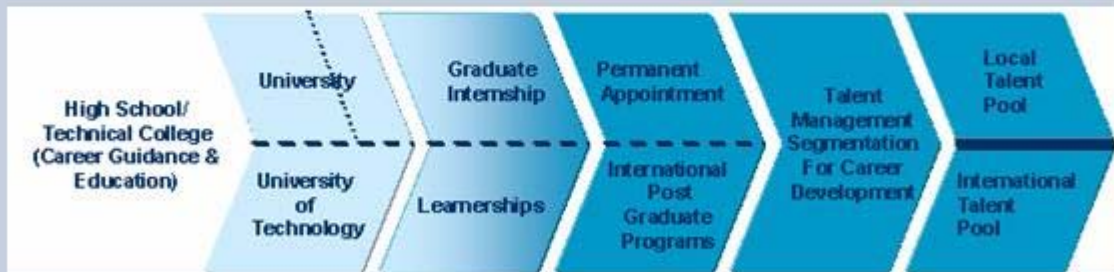 High School/
Technical College
(Career Guidance &
Education)
University
University
of
Technology
Graduate
Internship
Learnerships
Permanent
Appointment
International
Post
Graduate
Programs
Talent
Management
Segmentation
For Career
Development
Local
Talent
Pool
International
Talent
Pool